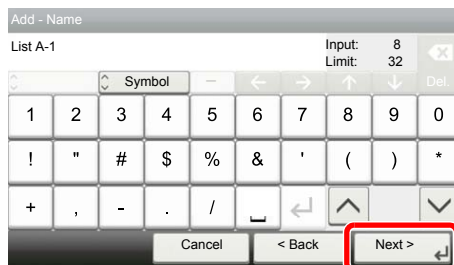 Add - Name
List A-1 Input: 8
Limit: 32
Symbol Del.
1 2 3 4 5 6 7 8 9 0
! " # $ % & ' ( ) *
+ , - . /
Cancel < Back Next >